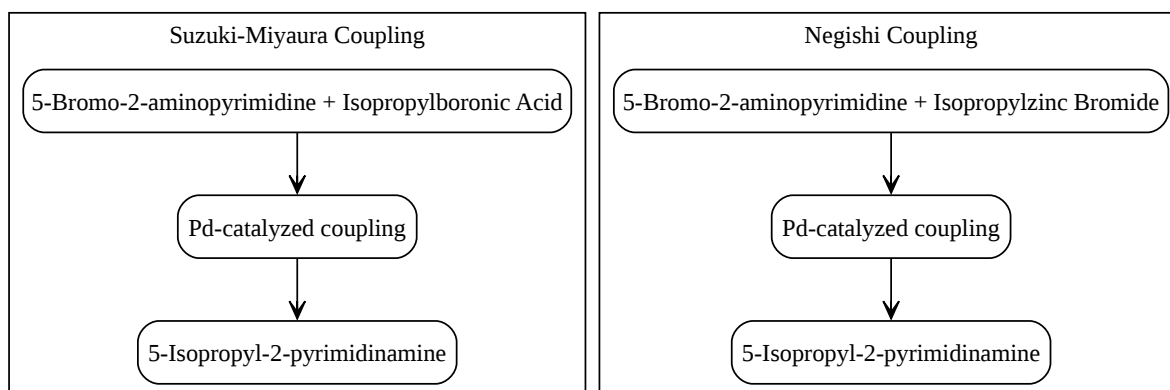 Suzuki-Miyaura Coupling
5-Bromo-2-aminopyrimidine + Isopropylboronic Acid
Pd-catalyzed coupling
5-Isopropyl-2-pyrimidinamine
Negishi Coupling
5-Bromo-2-aminopyrimidine + Isopropylzinc Bromide
Pd-catalyzed coupling
5-Isopropyl-2-pyrimidinamine